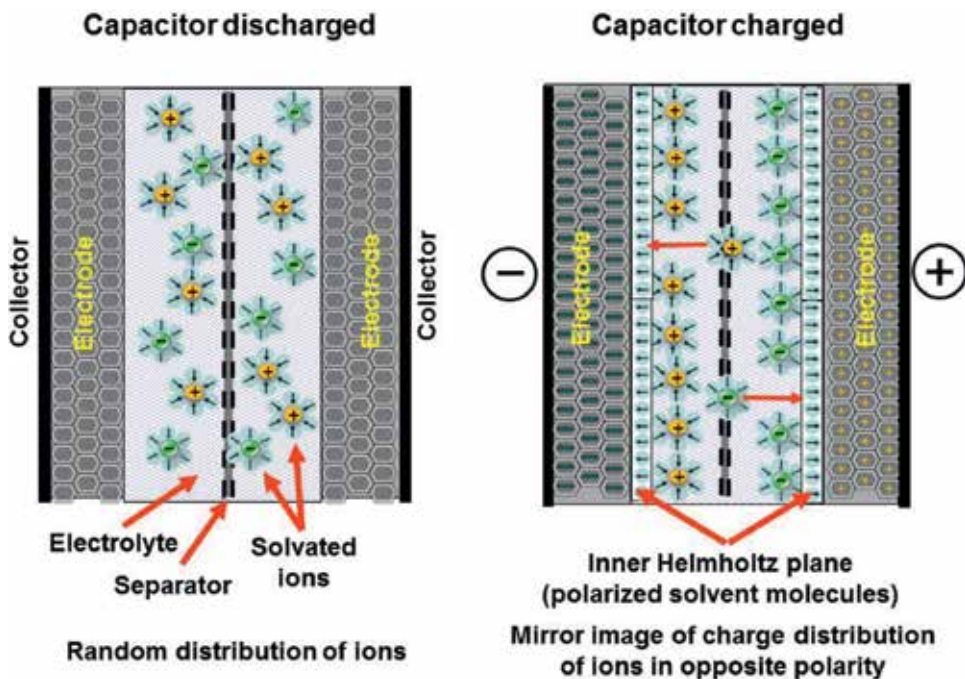 Capacitor discharged
Capacitor charged
Collector
Electrode
Electrode
Collector
−
Electrode
Electrode
+
Electrolyte
Separator
Solvated
ions
Inner Helmholtz plane
(polarized solvent molecules)
Random distribution of ions
Mirror image of charge distribution
of ions in opposite polarity